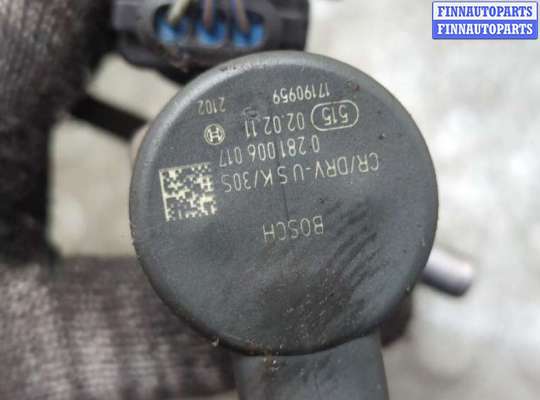 FINNAUTOPARTS
FINNAUTOPARTS
BOSCH
CR/DRV-U S K/30S
0 281 006 017
515 02.02.11
17190959 2102